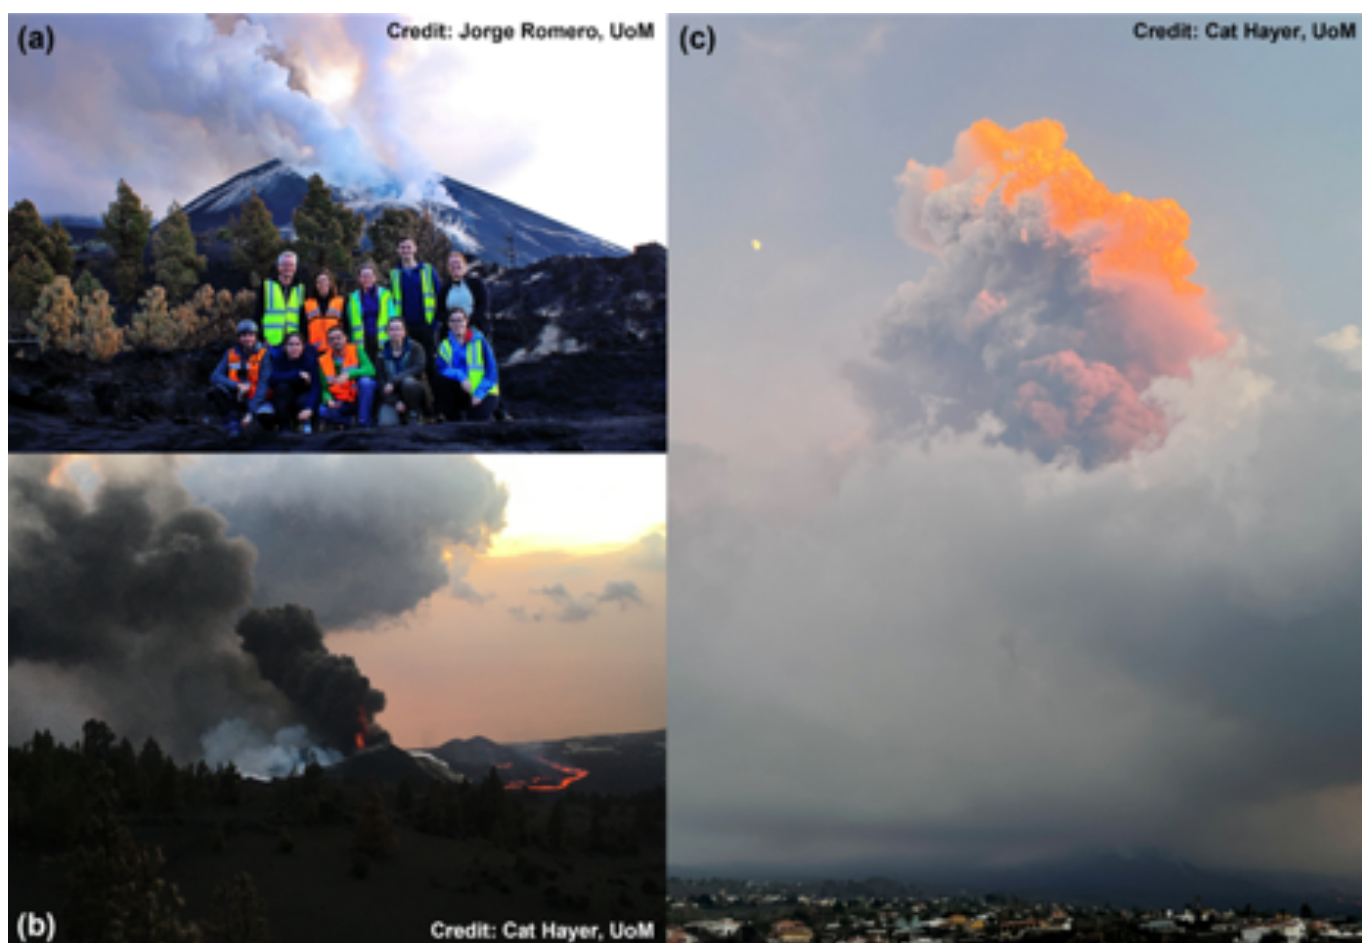 (a)
Credit: Jorge Romero, UoM
(c)
Credit: Cat Hayer, UoM
(b)
Credit: Cat Hayer, UoM